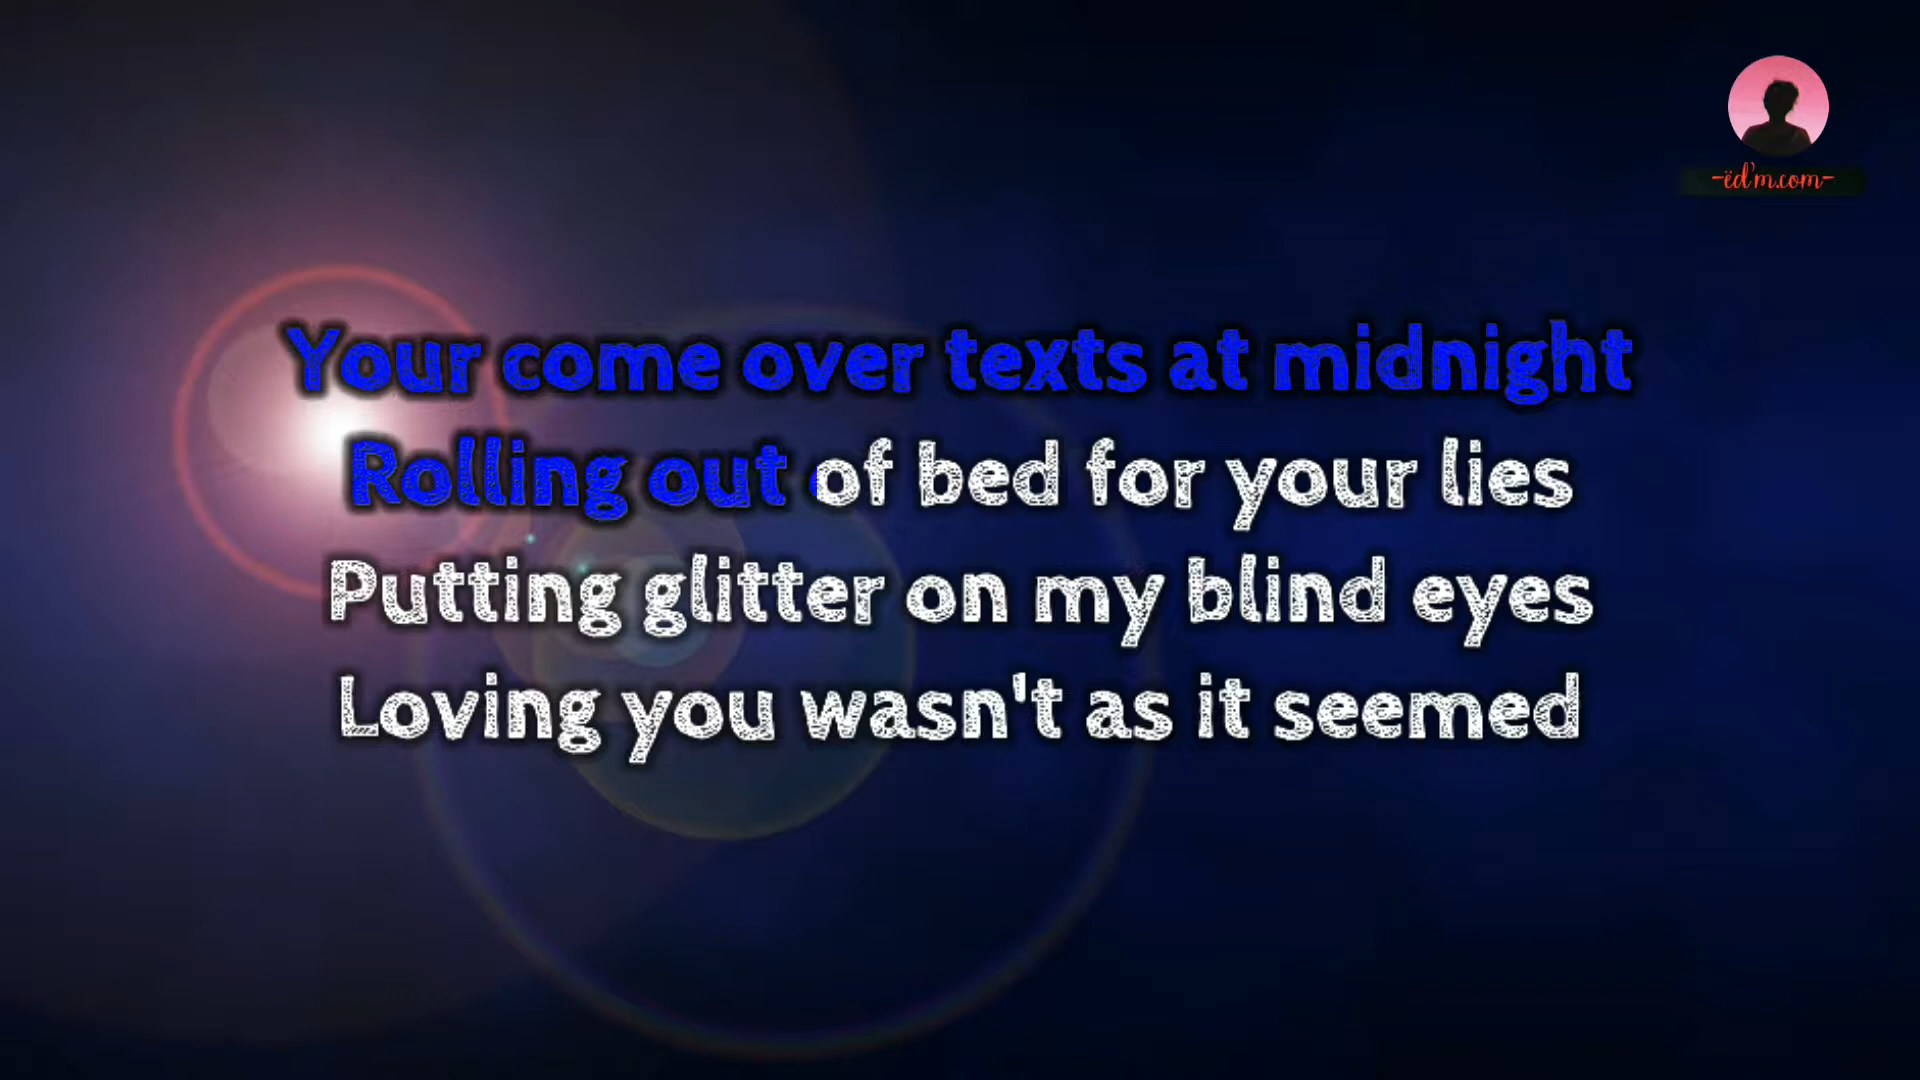 -ëd'm.com-
Your come over texts at midnight
Rolling out of bed for your lies
Putting glitter on my blind eyes
Loving you wasn't as it seemed